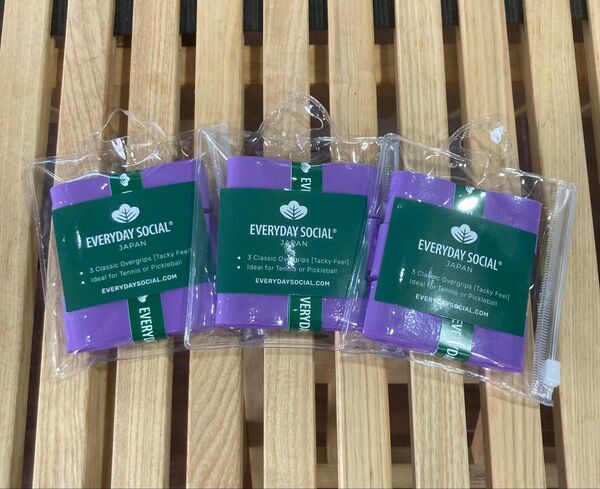 EVERYDAY SOCIAL®
JAPAN
• 3 Classic Overgrips [Tacky Feel]
• Ideal for Tennis or Pickleball
EVERYDAYSOCIAL.COM
EVERYDAY
EVERYDAY SOCIAL®
JAPAN
• 3 Classic Overgrips [Tacky Feel]
• Ideal for Tennis or Pickleball
EVERYDAYSOCIAL.COM
EVERYDAY SOCIAL®
JAPAN
• 3 Classic Overgrips [Tacky Feel]
• Ideal for Tennis or Pickleball
EVERYDAYSOCIAL.COM